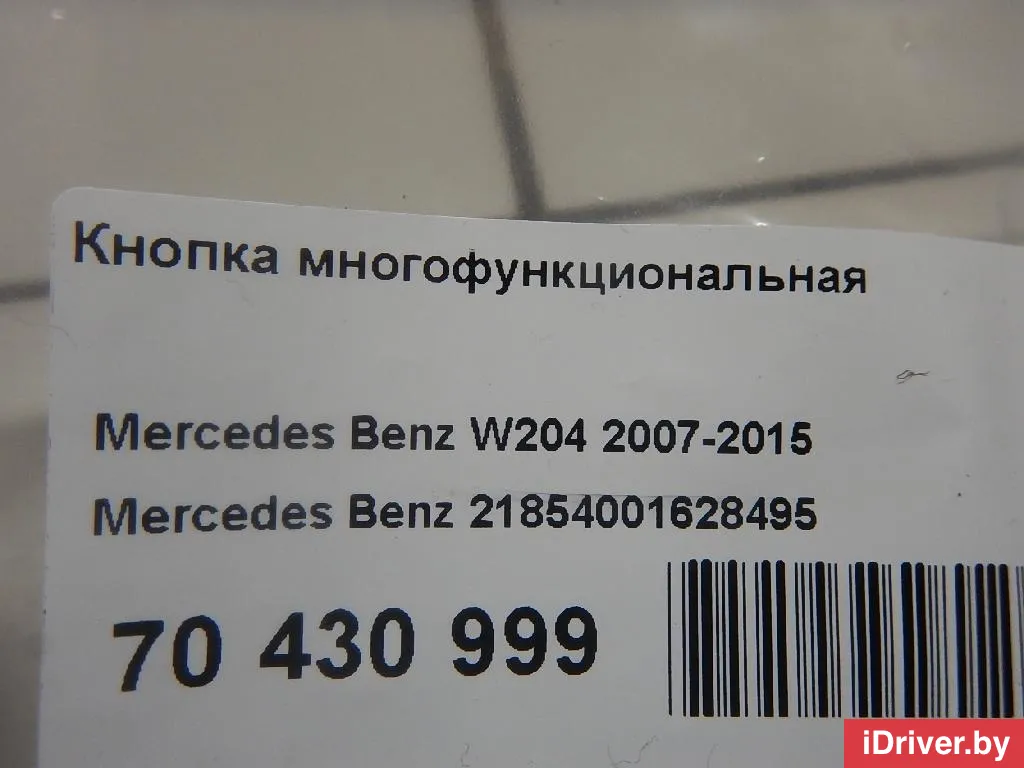 Кнопка многофункциональная
Mercedes Benz W204 2007-2015
Mercedes Benz 21854001628495
70 430 999
iDriver.by